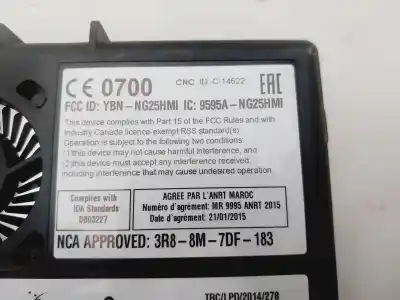 CE 0700 CNC ID: C-14622 EAC
FCC ID: YBN-NG25HMI IC: 9595A-NG25HMI
This device complies with Part 15 of the FCC Rules and with
Industry Canada licence-exempt RSS standard(s)
Operation is subject to the following two conditions
(1)this device may not cause harmful interference, and
(2)this device must accept any interference
including interference that may cause undesired operation
Complies with
IDA Standards
DB03227
AGREE PAR L'ANRT MAROC
Numéro d'agrément: MR 9995 ANRT 2015
Date d'agrément: 21/01/2015
NCA APPROVED: 3R8-8M-7DF-183
TRC/LPD/2014/278